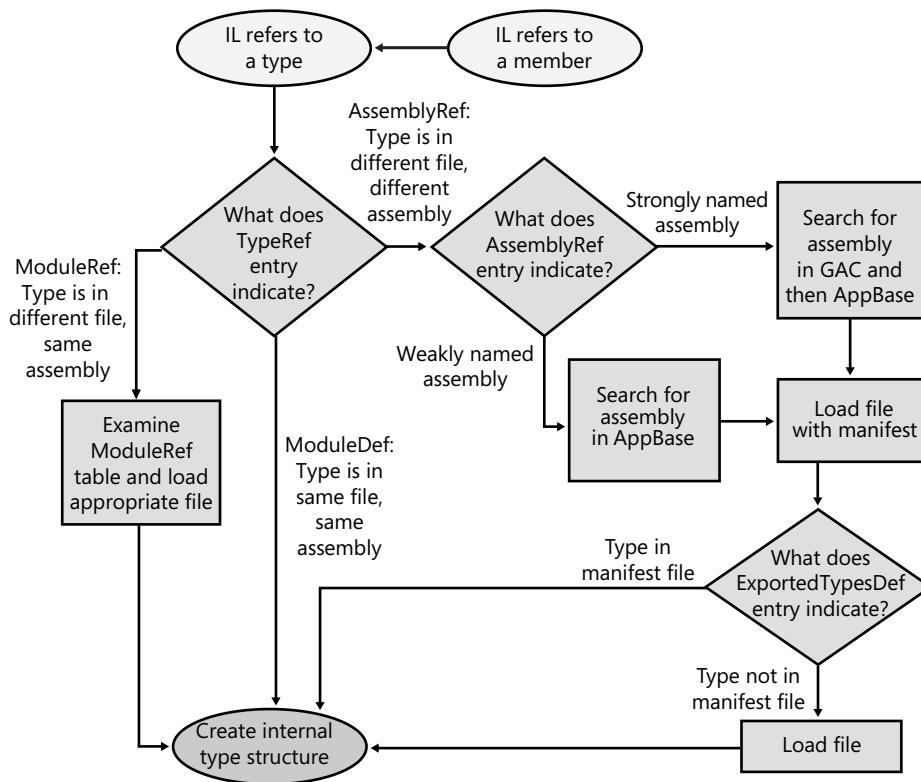 IL refers to
a type
IL refers to
a member
AssemblyRef:
Type is in
different file,
different
assembly
What does
TypeRef
entry
indicate?
What does
AssemblyRef
entry indicate?
Strongly named
assembly
Search for
assembly
in GAC and
then AppBase
ModuleRef:
Type is in
different file,
same
assembly
Weakly named
assembly
Search for
assembly
in AppBase
Load file
with manifest
Examine
ModuleRef
table and load
appropriate file
ModuleDef:
Type is in
same file,
same
assembly
Type in
manifest file
What does
ExportedTypesDef
entry indicate?
Type not in
manifest file
Create internal
type structure
Load file